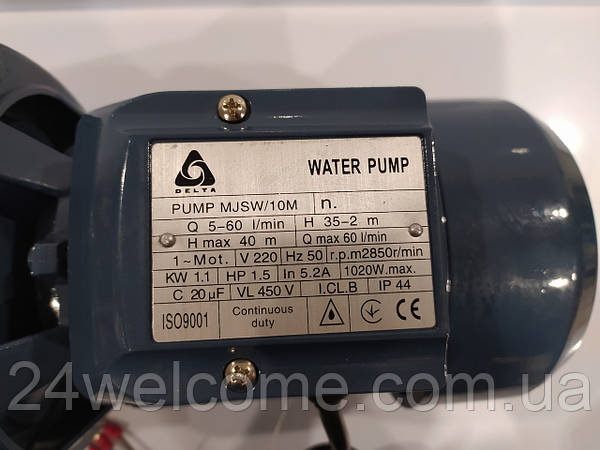 DELTA
WATER PUMP
PUMP MJSW/10M n.
Q 5-60 l/min H 35-2 m
H max 40 m Q max 60 l/min
1~Mot. V 220 Hz 50 r.p.m2850r/min
KW 1.1 HP 1.5 In 5.2A 1020W.max.
C 20µF VL 450 V I.CL.B IP 44
ISO9001 Continuous duty CE
24welcome.com.ua